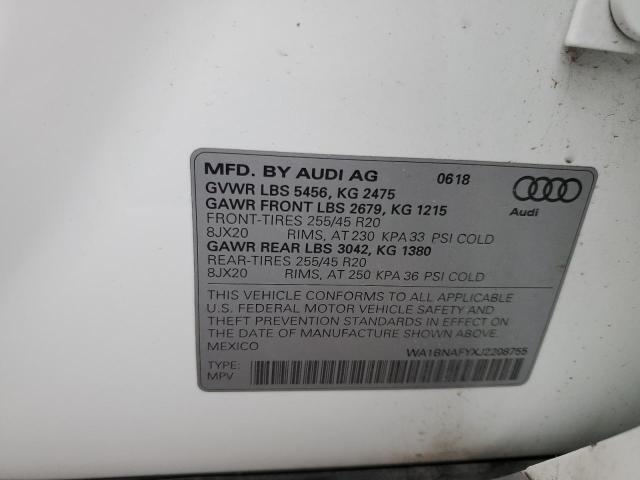 MFD. BY AUDI AG 0618
GVWR LBS 5456, KG 2475
GAWR FRONT LBS 2679, KG 1215
FRONT-TIRES 255/45 R20
8JX20 RIMS, AT 230 KPA 33 PSI COLD
GAWR REAR LBS 3042, KG 1380
REAR-TIRES 255/45 R20
8JX20 RIMS, AT 250 KPA 36 PSI COLD
Audi
THIS VEHICLE CONFORMS TO ALL APPLICABLE
U.S. FEDERAL MOTOR VEHICLE SAFETY AND
THEFT PREVENTION STANDARDS IN EFFECT ON
THE DATE OF MANUFACTURE SHOWN ABOVE.
MEXICO WA1BNAFYXJ2208755
TYPE:
MPV